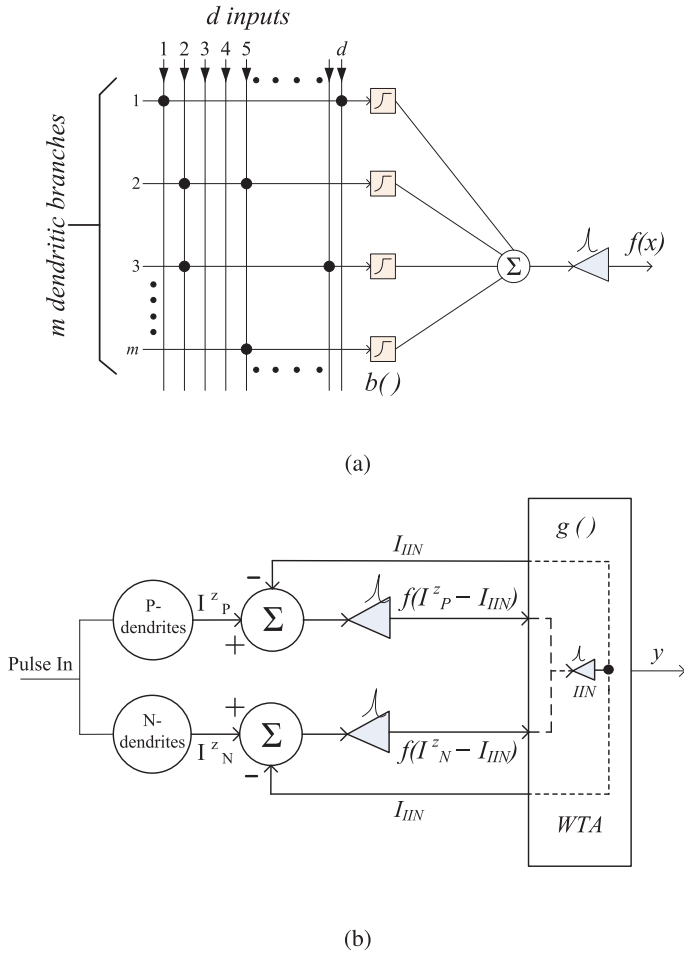 d inputs
1 2 3 4 5 d
m dendritic branches
1
2
3
m
b( )
Σ
f(x)
(a)
g ( )
I_IIN
P-
dendrites
I^z_P
−
+
Σ
f(I^z_P − I_IIN)
Pulse In
IIN
y
N-
dendrites
I^z_N
+
−
Σ
f(I^z_N − I_IIN)
I_IIN
WTA
(b)